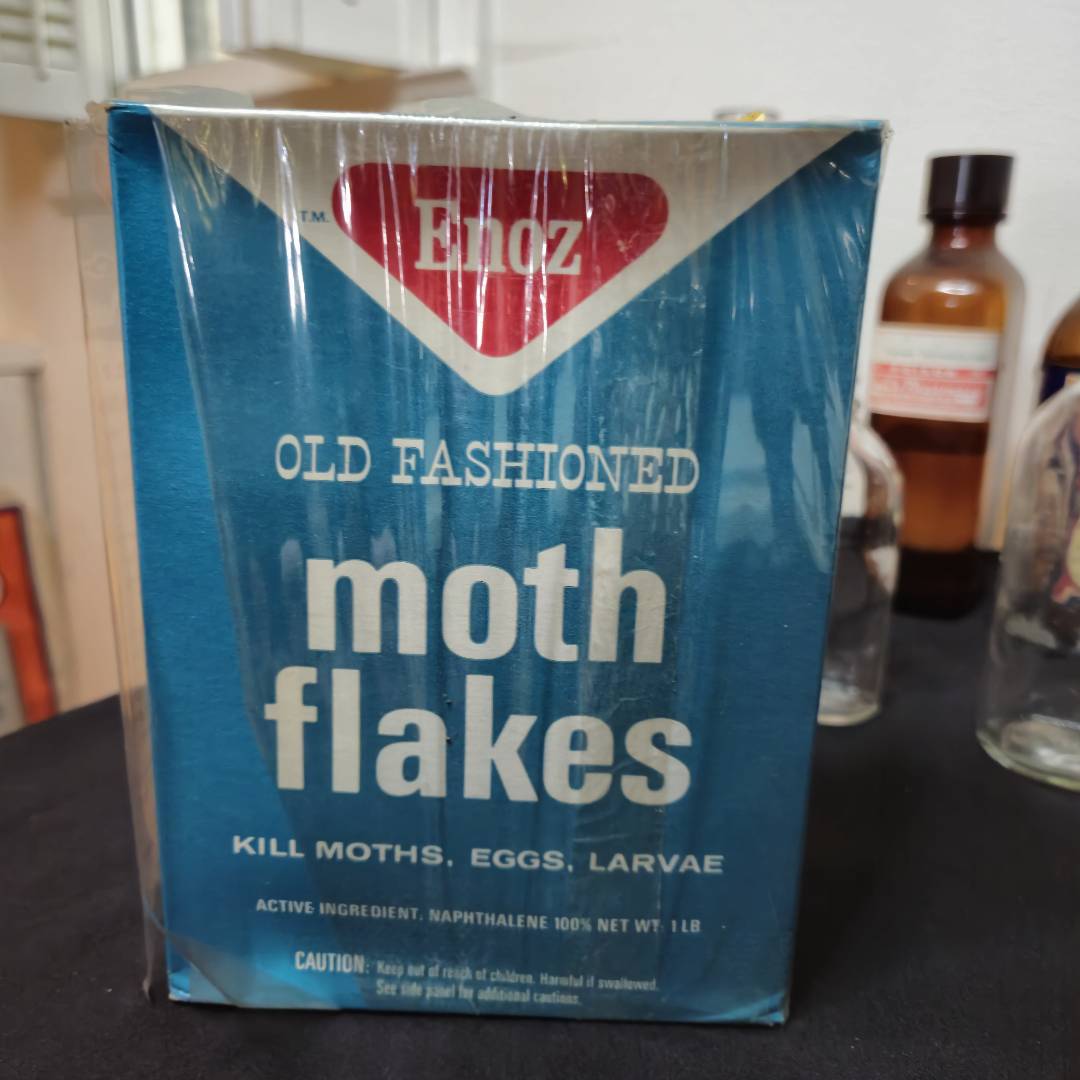 T.M.
Enoz
OLD FASHIONED
moth
flakes
KILL MOTHS, EGGS, LARVAE
ACTIVE INGREDIENT. NAPHTHALENE 100% NET WT. 1 LB
CAUTION: Keep out of reach of children. Harmful if swallowed.
See side panel for additional cautions.